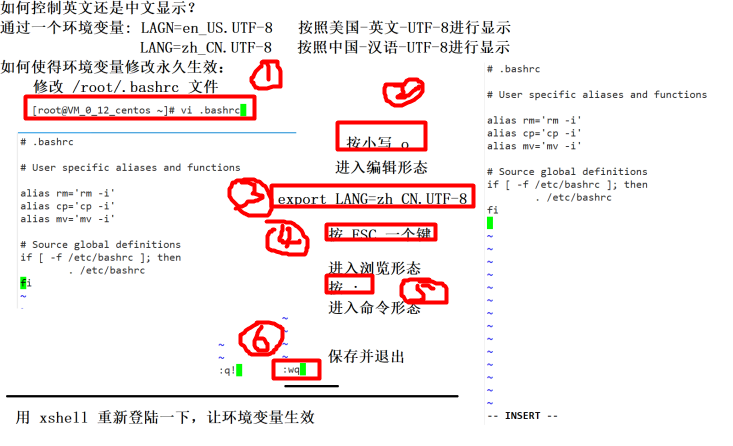 如何控制英文还是中文显示？
通过一个环境变量: LAGN=en_US.UTF-8 按照美国-英文-UTF-8进行显示
LANG=zh_CN.UTF-8 按照中国-汉语-UTF-8进行显示
如何使得环境变量修改永久生效：
修改 /root/.bashrc 文件
①
[root@VM_0_12_centos ~]# vi .bashrc
# .bashrc
# User specific aliases and functions
alias rm='rm -i'
alias cp='cp -i'
alias mv='mv -i'
# Source global definitions
if [ -f /etc/bashrc ]; then
. /etc/bashrc
fi
~
按小写 o
进入编辑形态
export LANG=zh_CN.UTF-8
④
按 ESC 一个键
进入浏览形态
按 :
⑤
进入命令形态
⑥
~
~
:q!
~
~
~
:wq
保存并退出
# .bashrc
# User specific aliases and functions
alias rm='rm -i'
alias cp='cp -i'
alias mv='mv -i'
# Source global definitions
if [ -f /etc/bashrc ]; then
. /etc/bashrc
fi
~
~
~
~
~
~
~
~
~
~
~
~
~
~
-- INSERT --
用 xshell 重新登陆一下，让环境变量生效